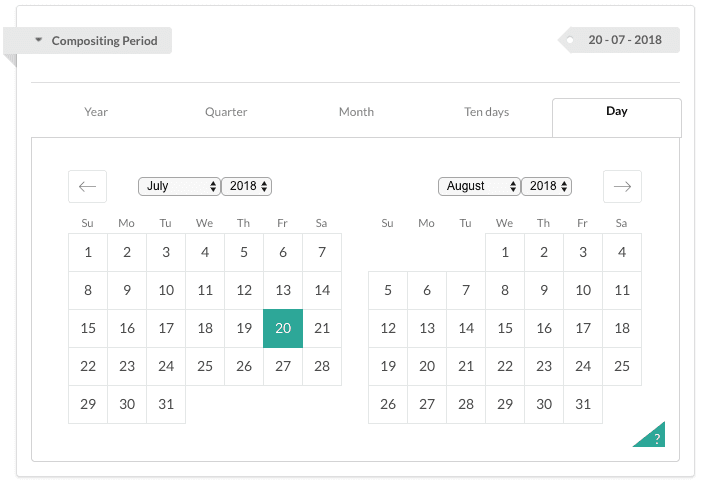 Compositing Period 20 - 07 - 2018
Year Quarter Month Ten days Day
July 2018 August 2018
Su Mo Tu We Th Fr Sa Su Mo Tu We Th Fr Sa
1 2 3 4 5 6 7 1 2 3 4
8 9 10 11 12 13 14 5 6 7 8 9 10 11
15 16 17 18 19 20 21 12 13 14 15 16 17 18
22 23 24 25 26 27 28 19 20 21 22 23 24 25
29 30 31 26 27 28 29 30 31
?